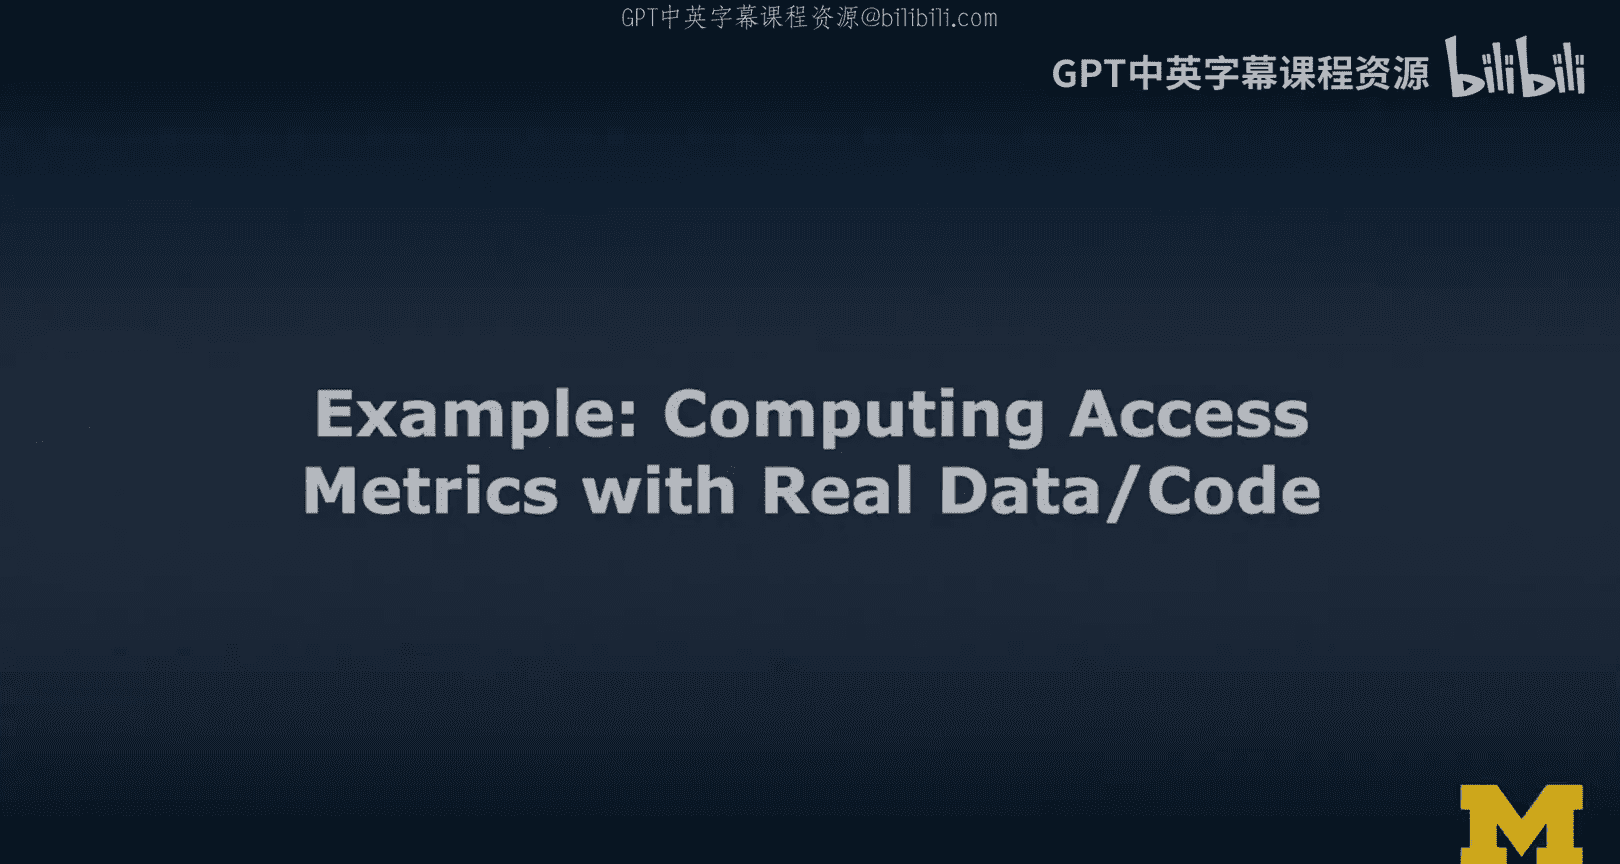 GPT中英字幕课程资源@bilibili.com
GPT中英字幕课程资源 bilibili
Example: Computing Access
Metrics with Real Data/Code
M